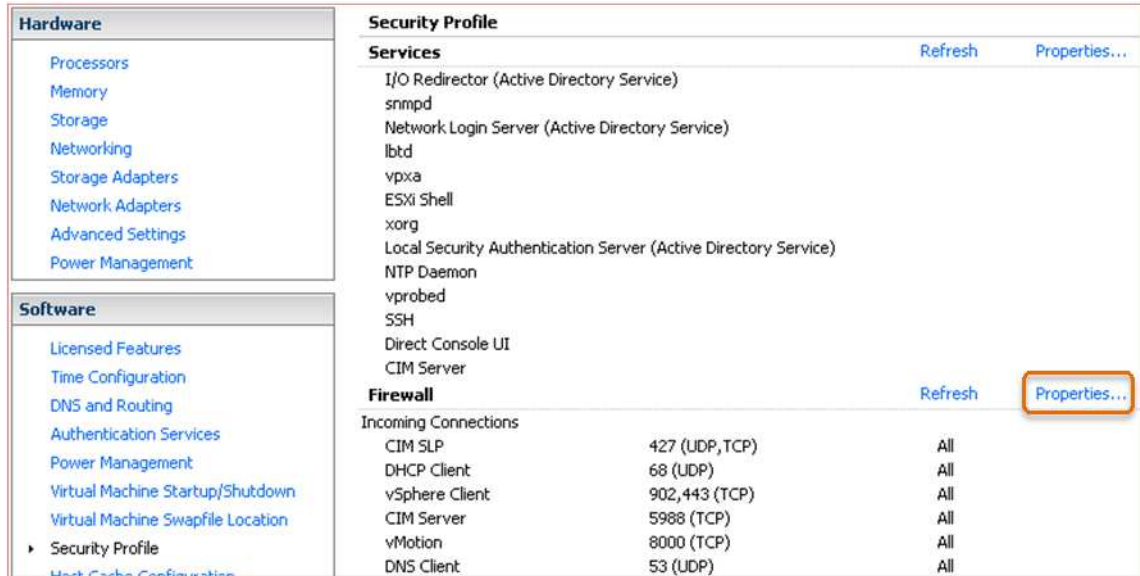 Hardware
Processors
Memory
Storage
Networking
Storage Adapters
Network Adapters
Advanced Settings
Power Management
Software
Licensed Features
Time Configuration
DNS and Routing
Authentication Services
Power Management
Virtual Machine Startup/Shutdown
Virtual Machine Swapfile Location
Security Profile
Host Cache Configuration
Security Profile
Services Refresh Properties...
I/O Redirector (Active Directory Service)
snmpd
Network Login Server (Active Directory Service)
lbtd
vpxa
ESXi Shell
xorg
Local Security Authentication Server (Active Directory Service)
NTP Daemon
vprobed
SSH
Direct Console UI
CIM Server
Firewall Refresh Properties...
Incoming Connections
CIM SLP 427 (UDP,TCP) All
DHCP Client 68 (UDP) All
vSphere Client 902,443 (TCP) All
CIM Server 5988 (TCP) All
vMotion 8000 (TCP) All
DNS Client 53 (UDP) All